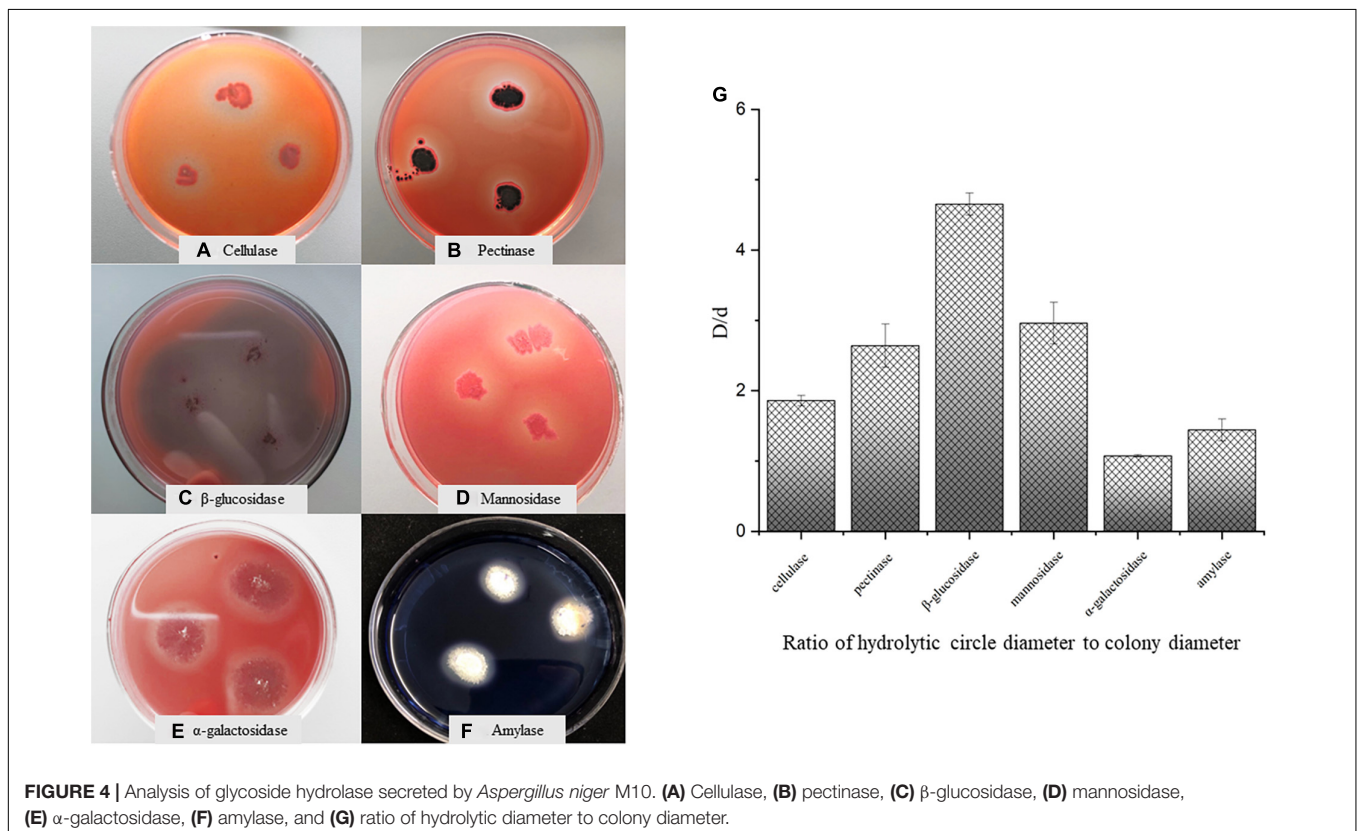 A Cellulase
B Pectinase
C β-glucosidase
D Mannosidase
E α-galactosidase
F Amylase
G
6
4
2
0
D/d
cellulase
pectinase
β-glucosidase
mannosidase
α-galactosidase
amylase
Ratio of hydrolytic circle diameter to colony diameter
FIGURE 4 | Analysis of glycoside hydrolase secreted by Aspergillus niger M10. (A) Cellulase, (B) pectinase, (C) β-glucosidase, (D) mannosidase,
(E) α-galactosidase, (F) amylase, and (G) ratio of hydrolytic diameter to colony diameter.